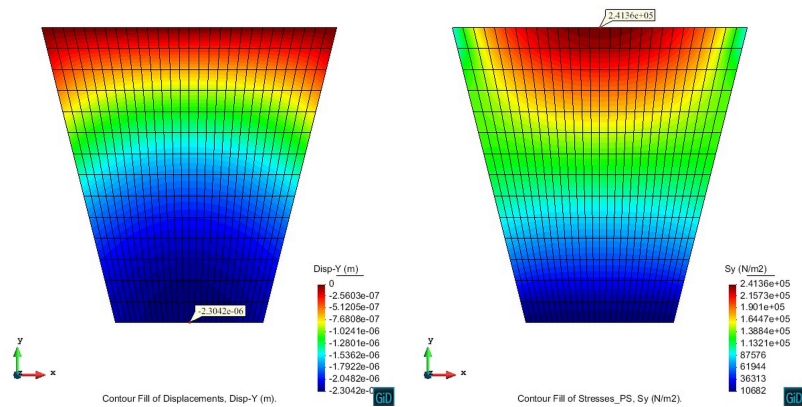 2.4136e+05
-2.3042e-06
Disp-Y (m)
0
-2.5603e-07
-5.1205e-07
-7.6808e-07
-1.0241e-06
-1.2801e-06
-1.5362e-06
-1.7922e-06
-2.0482e-06
-2.3042e-06
y
x
z
Contour Fill of Displacements, Disp-Y (m).
GiD
Sy (N/m2)
2.4136e+05
2.1573e+05
1.901e+05
1.6447e+05
1.3884e+05
1.1321e+05
87576
61944
36313
10682
y
x
z
Contour Fill of Stresses_PS, Sy (N/m2).
GiD